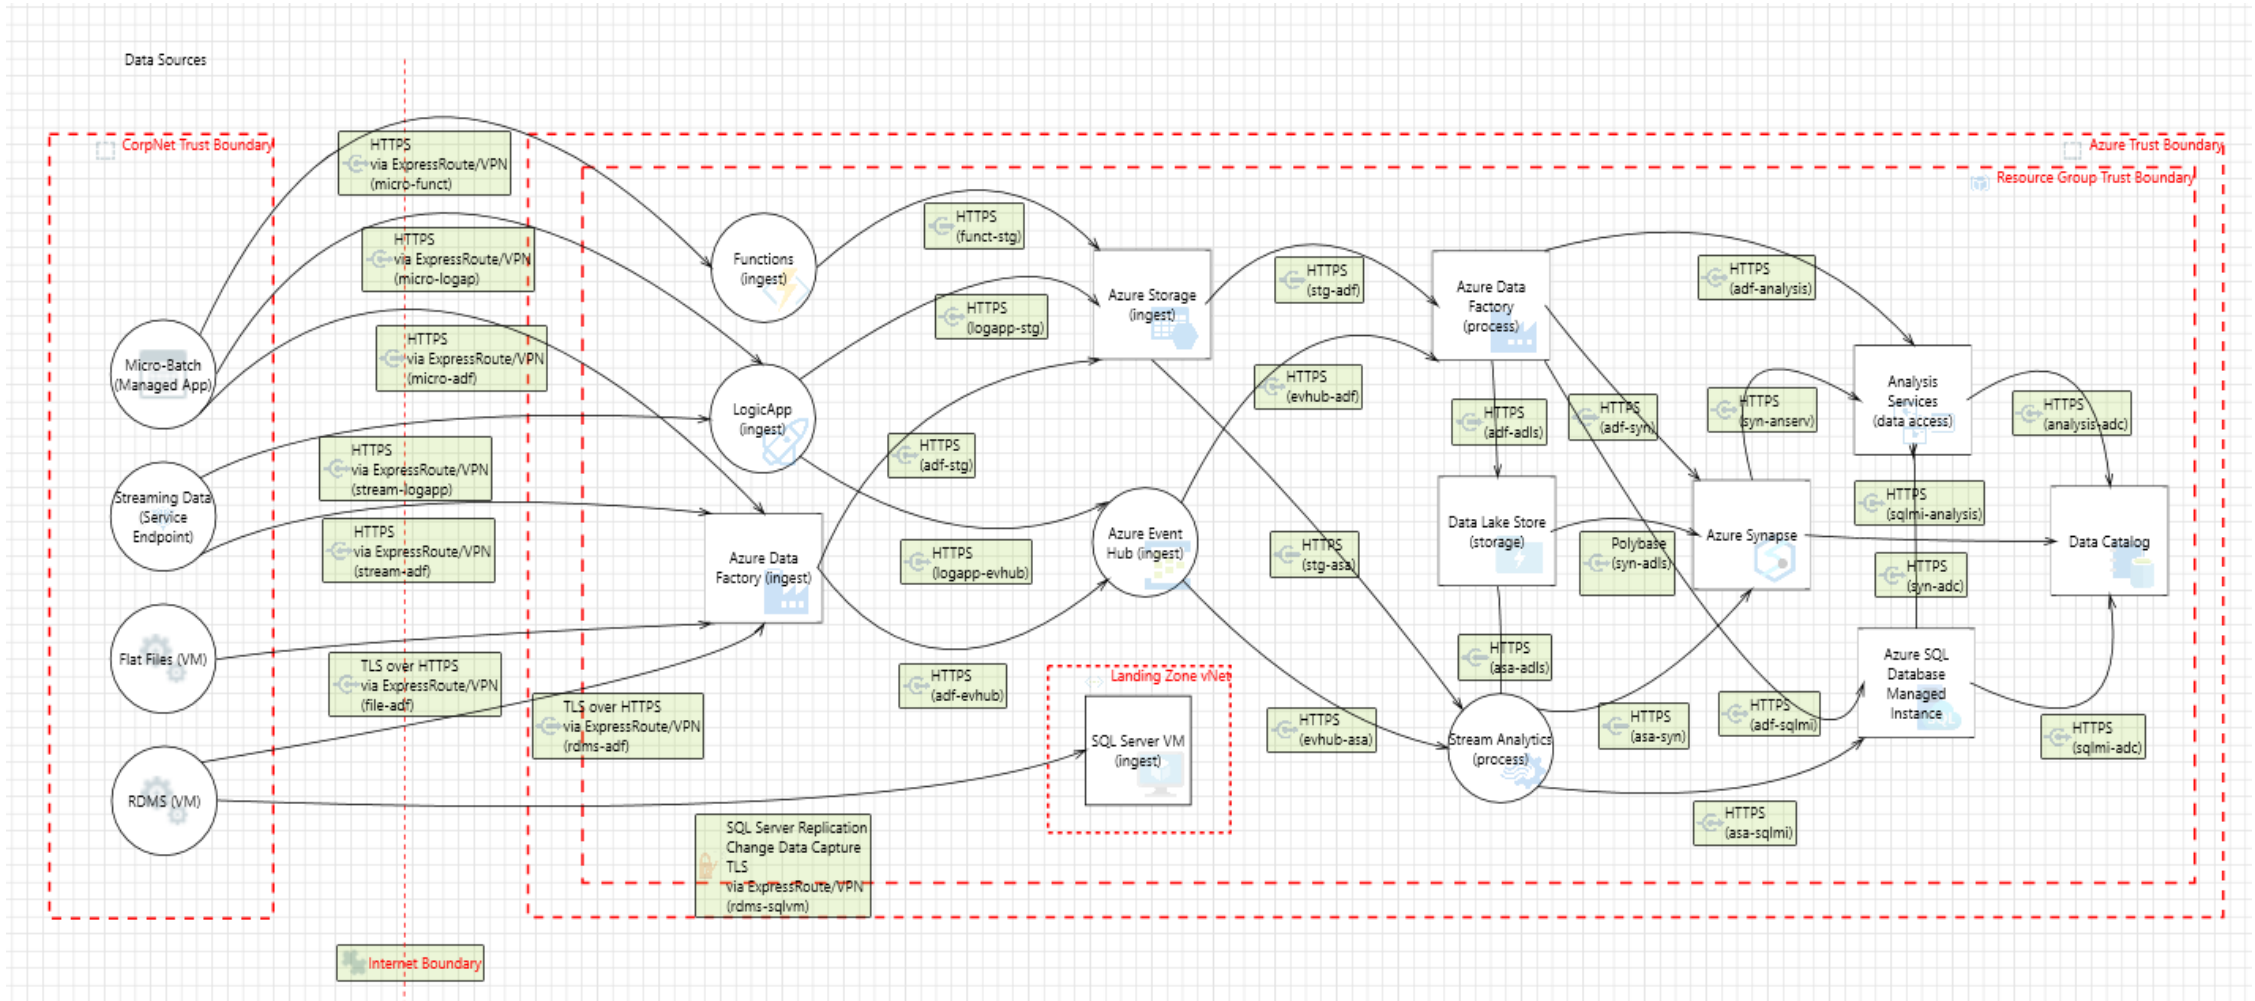 Data Sources
CorpNet Trust Boundary
Azure Trust Boundary
Resource Group Trust Boundary
HTTPS
via ExpressRoute/VPN
(micro-funct)
HTTPS
via ExpressRoute/VPN
(micro-logap)
HTTPS
via ExpressRoute/VPN
(micro-adf)
Micro-Batch
(Managed App)
HTTPS
via ExpressRoute/VPN
(stream-logapp)
Streaming Data
(Service
Endpoint)
HTTPS
via ExpressRoute/VPN
(stream-adf)
Flat Files (VM)
TLS over HTTPS
via ExpressRoute/VPN
(file-adf)
TLS over HTTPS
via ExpressRoute/VPN
(rdms-adf)
RDMS (VM)
SQL Server Replication
Change Data Capture
TLS
via ExpressRoute/VPN
(rdms-sqlvm)
Internet Boundary
Functions
(ingest)
LogicApp
(ingest)
Azure Data
Factory (ingest)
HTTPS
(funct-stg)
HTTPS
(logapp-stg)
HTTPS
(adf-stg)
HTTPS
(logapp-evhub)
HTTPS
(adf-evhub)
Azure Storage
(ingest)
Azure Event
Hub (ingest)
Landing Zone vNet
SQL Server VM
(ingest)
HTTPS
(stg-adf)
HTTPS
(evhub-adf)
HTTPS
(stg-asa)
HTTPS
(evhub-asa)
Azure Data
Factory
(process)
HTTPS
(adf-adls)
HTTPS
(adf-syn)
Data Lake Store
(storage)
HTTPS
(asa-adls)
Stream Analytics
(process)
Polybase
(syn-adls)
HTTPS
(asa-syn)
HTTPS
(adf-sqlmi)
HTTPS
(asa-sqlmi)
HTTPS
(adf-analysis)
HTTPS
(syn-anserv)
Azure Synapse
Analysis
Services
(data access)
HTTPS
(analysis-adc)
HTTPS
(sqlmi-analysis)
HTTPS
(syn-adc)
Data Catalog
Azure SQL
Database
Managed
Instance
HTTPS
(sqlmi-adc)